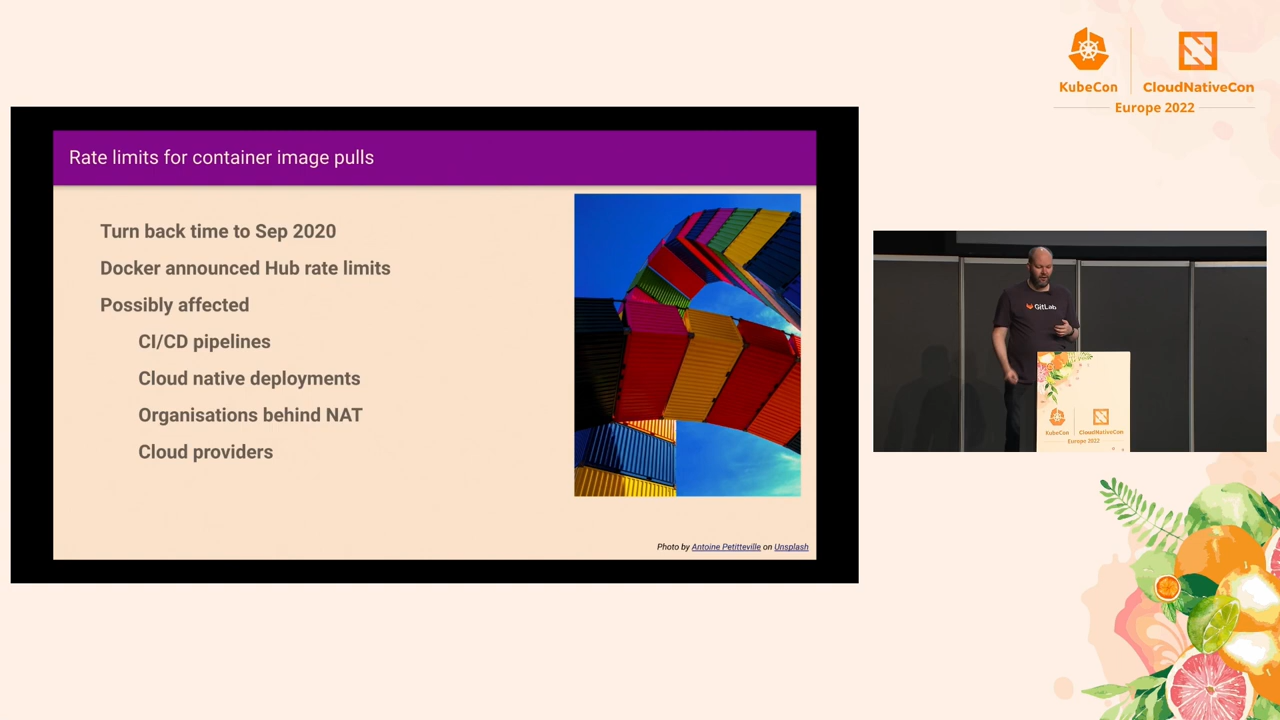 KubeCon
CloudNativeCon
Europe 2022
Rate limits for container image pulls
Turn back time to Sep 2020
Docker announced Hub rate limits
Possibly affected
CI/CD pipelines
Cloud native deployments
Organisations behind NAT
Cloud providers
Photo by Antoine Petitteville on Unsplash
GitLab
KubeCon
CloudNativeCon
Europe 2022